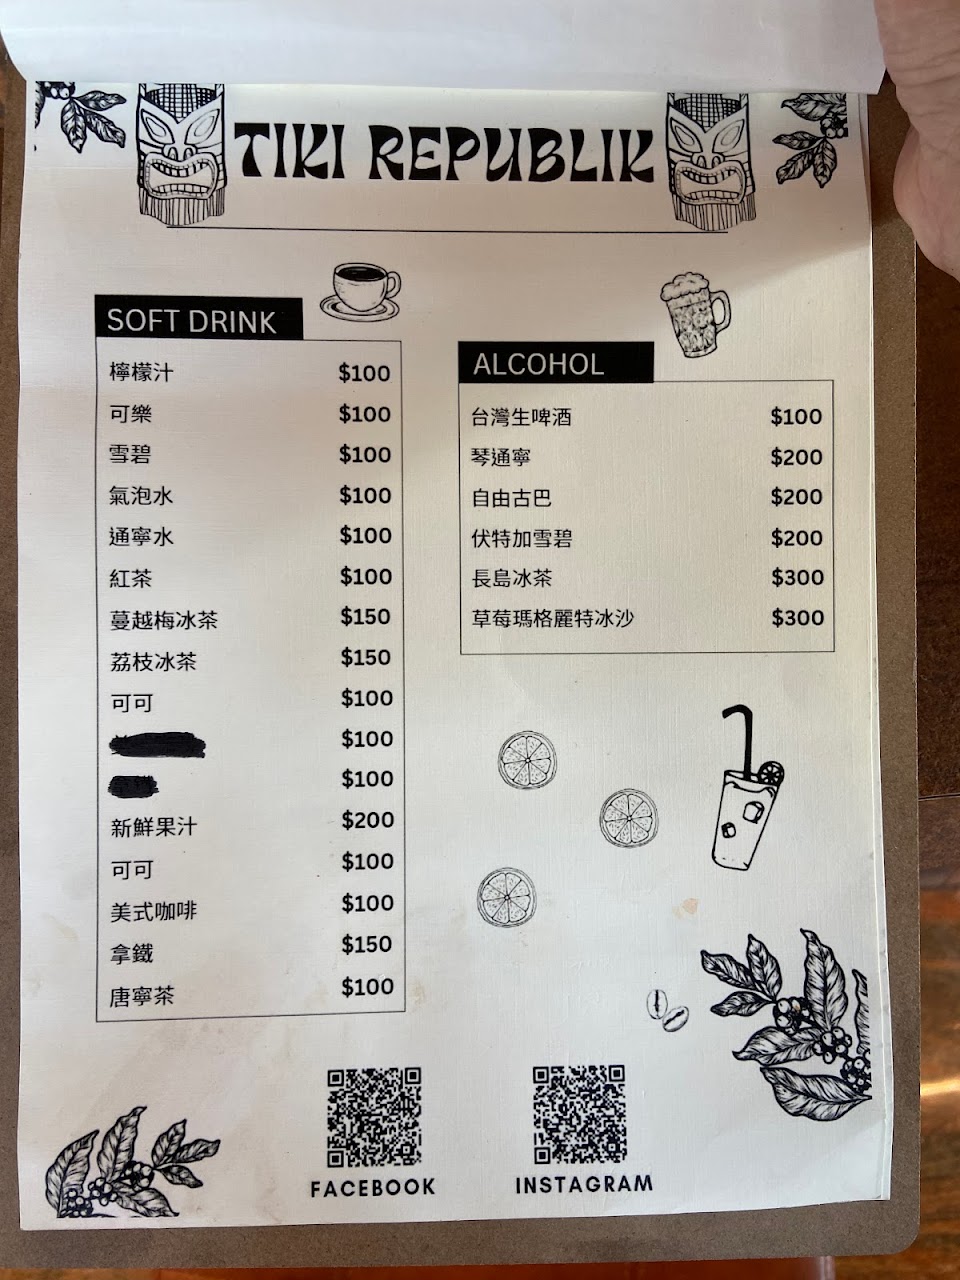 TIKI REPUBLIK
SOFT DRINK
檸檬汁 $100
可樂 $100
雪碧 $100
氣泡水 $100
通寧水 $100
紅茶 $100
蔓越梅冰茶 $150
荔枝冰茶 $150
可可 $100
$100
$100
新鮮果汁 $200
可可 $100
美式咖啡 $100
拿鐵 $150
唐寧茶 $100
ALCOHOL
台灣生啤酒 $100
琴通寧 $200
自由古巴 $200
伏特加雪碧 $200
長島冰茶 $300
草莓瑪格麗特冰沙 $300
FACEBOOK
INSTAGRAM